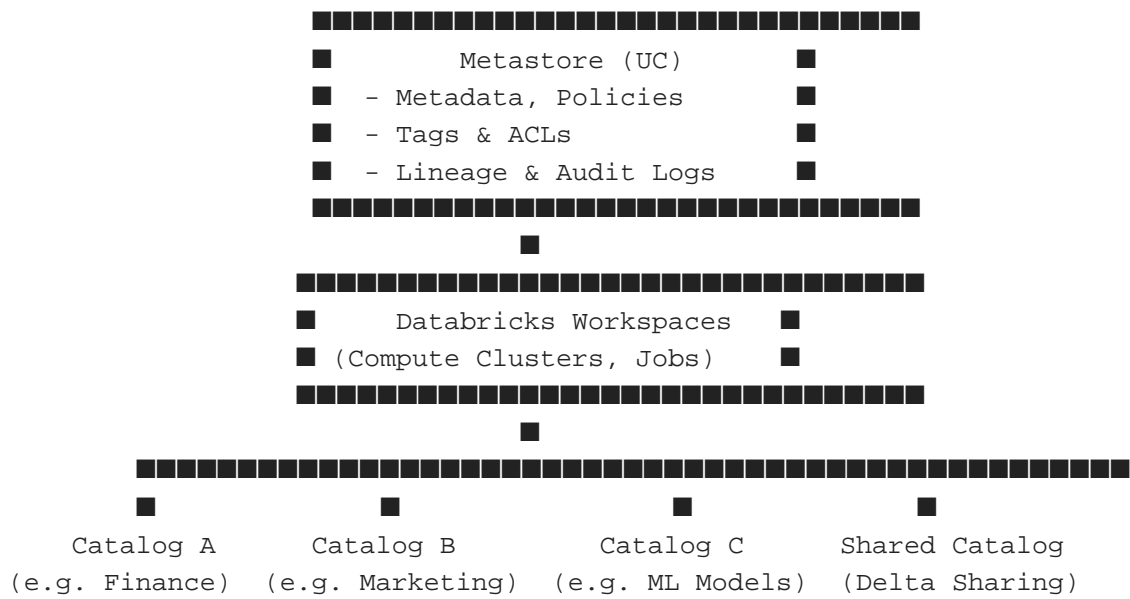 Metastore (UC)
- Metadata, Policies
- Tags & ACLs
- Lineage & Audit Logs
Databricks Workspaces
(Compute Clusters, Jobs)
Catalog A Catalog B Catalog C Shared Catalog
(e.g. Finance) (e.g. Marketing) (e.g. ML Models) (Delta Sharing)